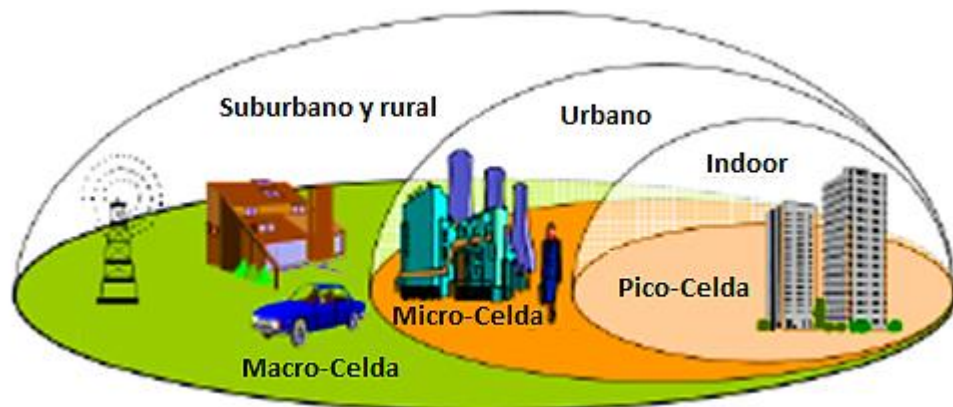 Suburbano y rural
Urbano
Indoor
Pico-Celda
Micro-Celda
Macro-Celda